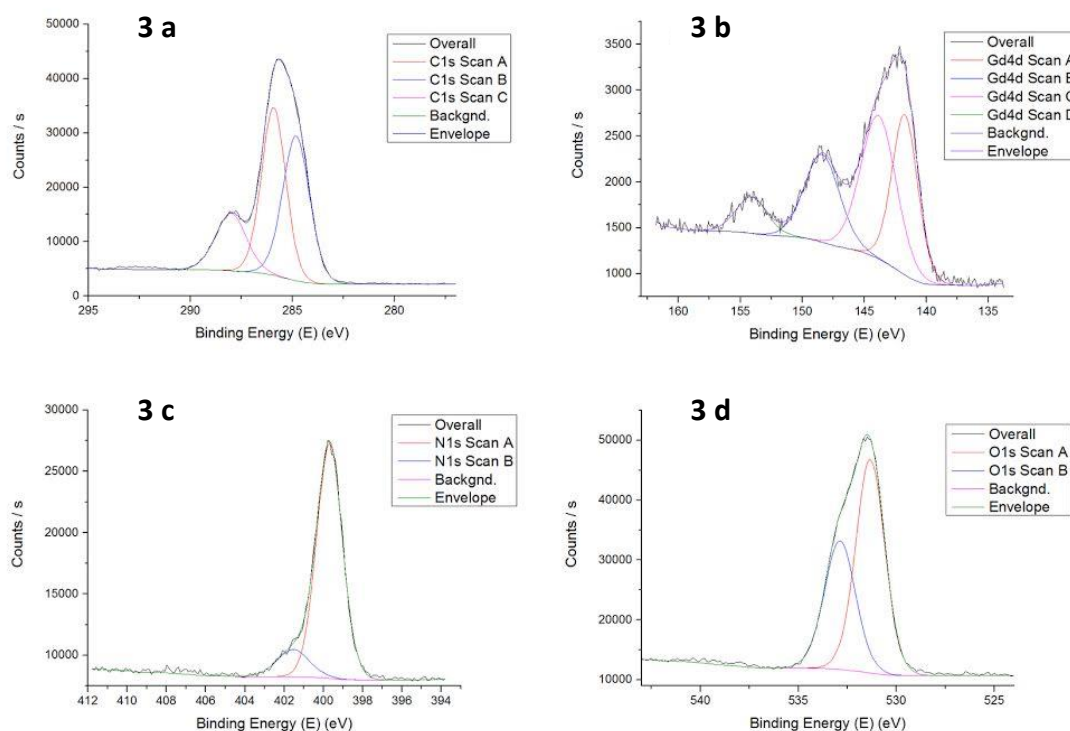 3 a
50000
40000
30000
20000
10000
0
Counts / s
295
290
285
280
Binding Energy (E) (eV)
Overall
C1s Scan A
C1s Scan B
C1s Scan C
Backgnd.
Envelope
3 b
3500
3000
2500
2000
1500
1000
Counts / s
160
155
150
145
140
135
Binding Energy (E) (eV)
Overall
Gd4d Scan A
Gd4d Scan B
Gd4d Scan C
Gd4d Scan D
Backgnd.
Envelope
3 c
30000
25000
20000
15000
10000
Counts / s
412
410
408
406
404
402
400
398
396
394
Binding Energy (E) (eV)
Overall
N1s Scan A
N1s Scan B
Backgnd.
Envelope
3 d
50000
40000
30000
20000
10000
Counts / s
540
535
530
525
Binding Energy (E) (eV)
Overall
O1s Scan A
O1s Scan B
Backgnd.
Envelope